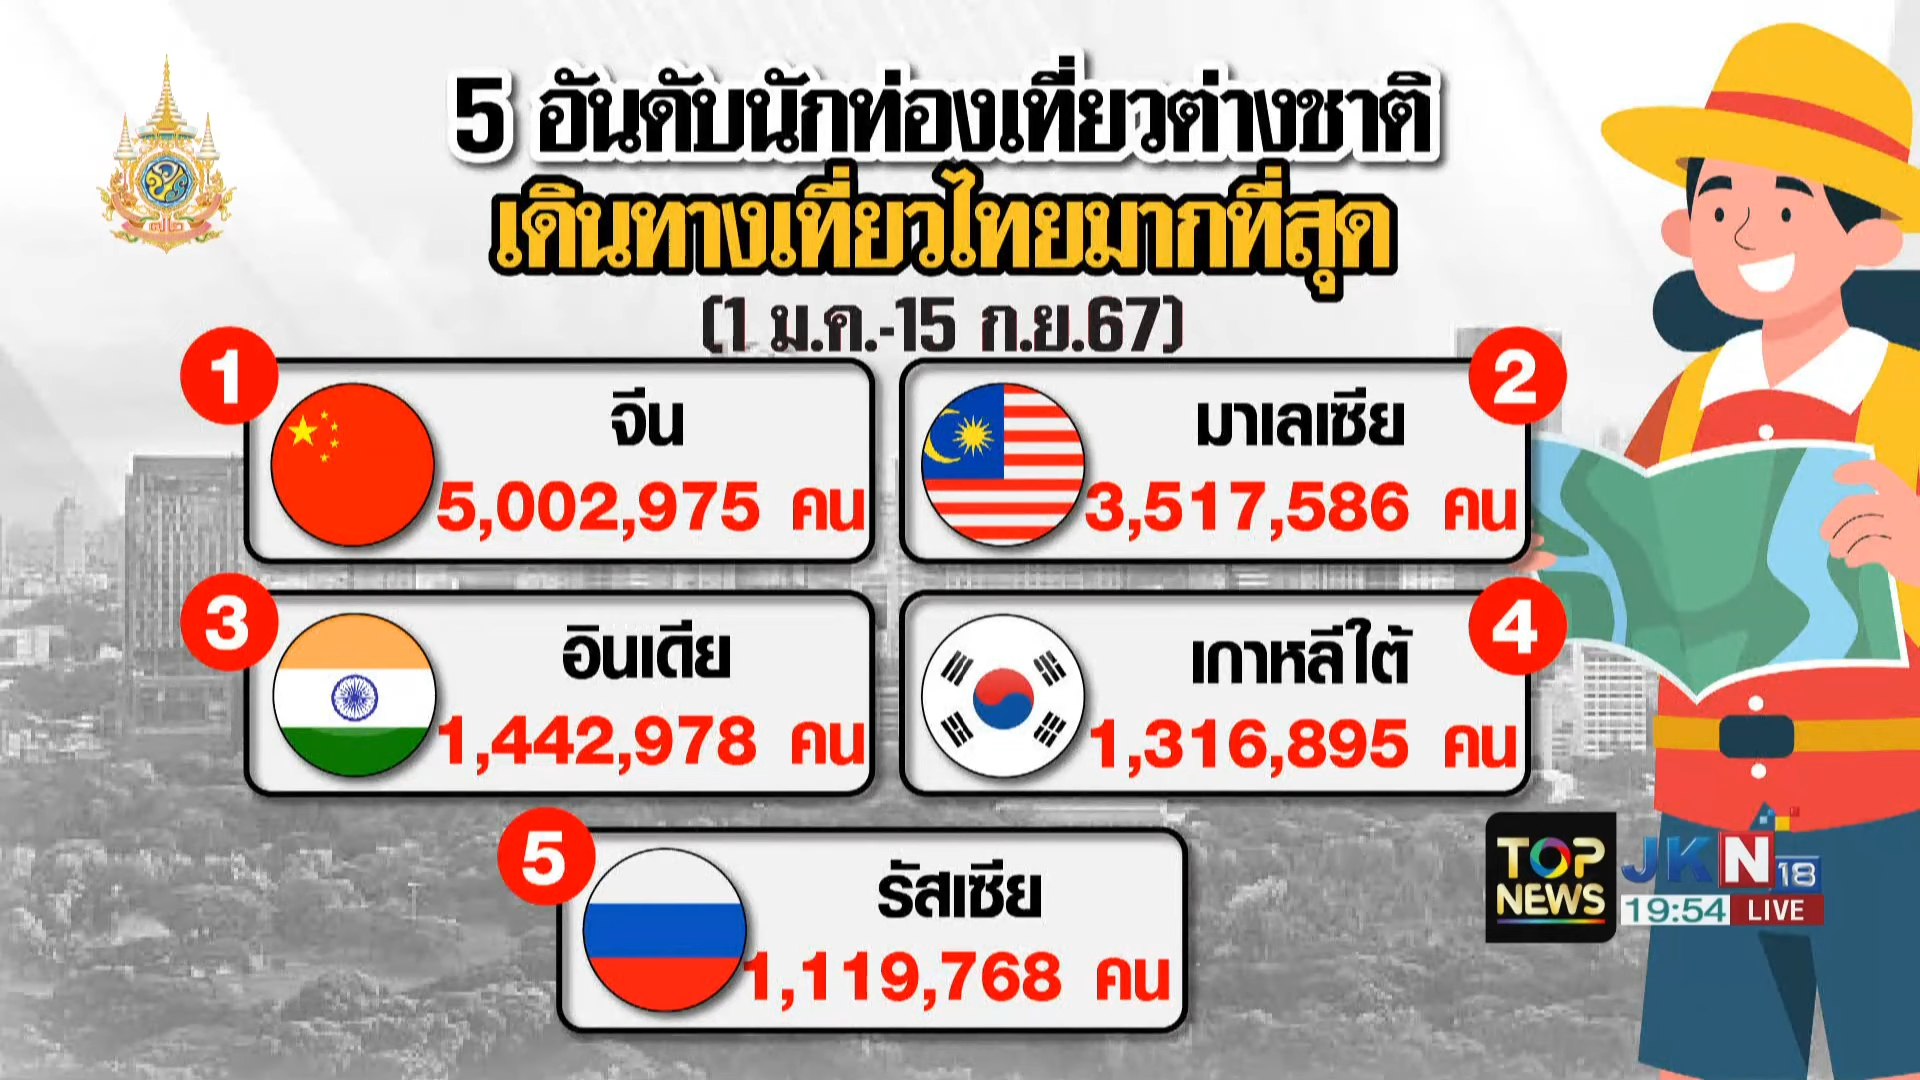 5 อันดับนักท่องเที่ยวต่างชาติ
เดินทางเที่ยวไทยมากที่สุด
(1 ม.ค.-15 ก.ย.67)
1
จีน
5,002,975 คน
2
มาเลเซีย
3,517,586 คน
3
อินเดีย
1,442,978 คน
4
เกาหลีใต้
1,316,895 คน
5
รัสเซีย
1,119,768 คน
TOP
NEWS
JKN18
19:54 LIVE